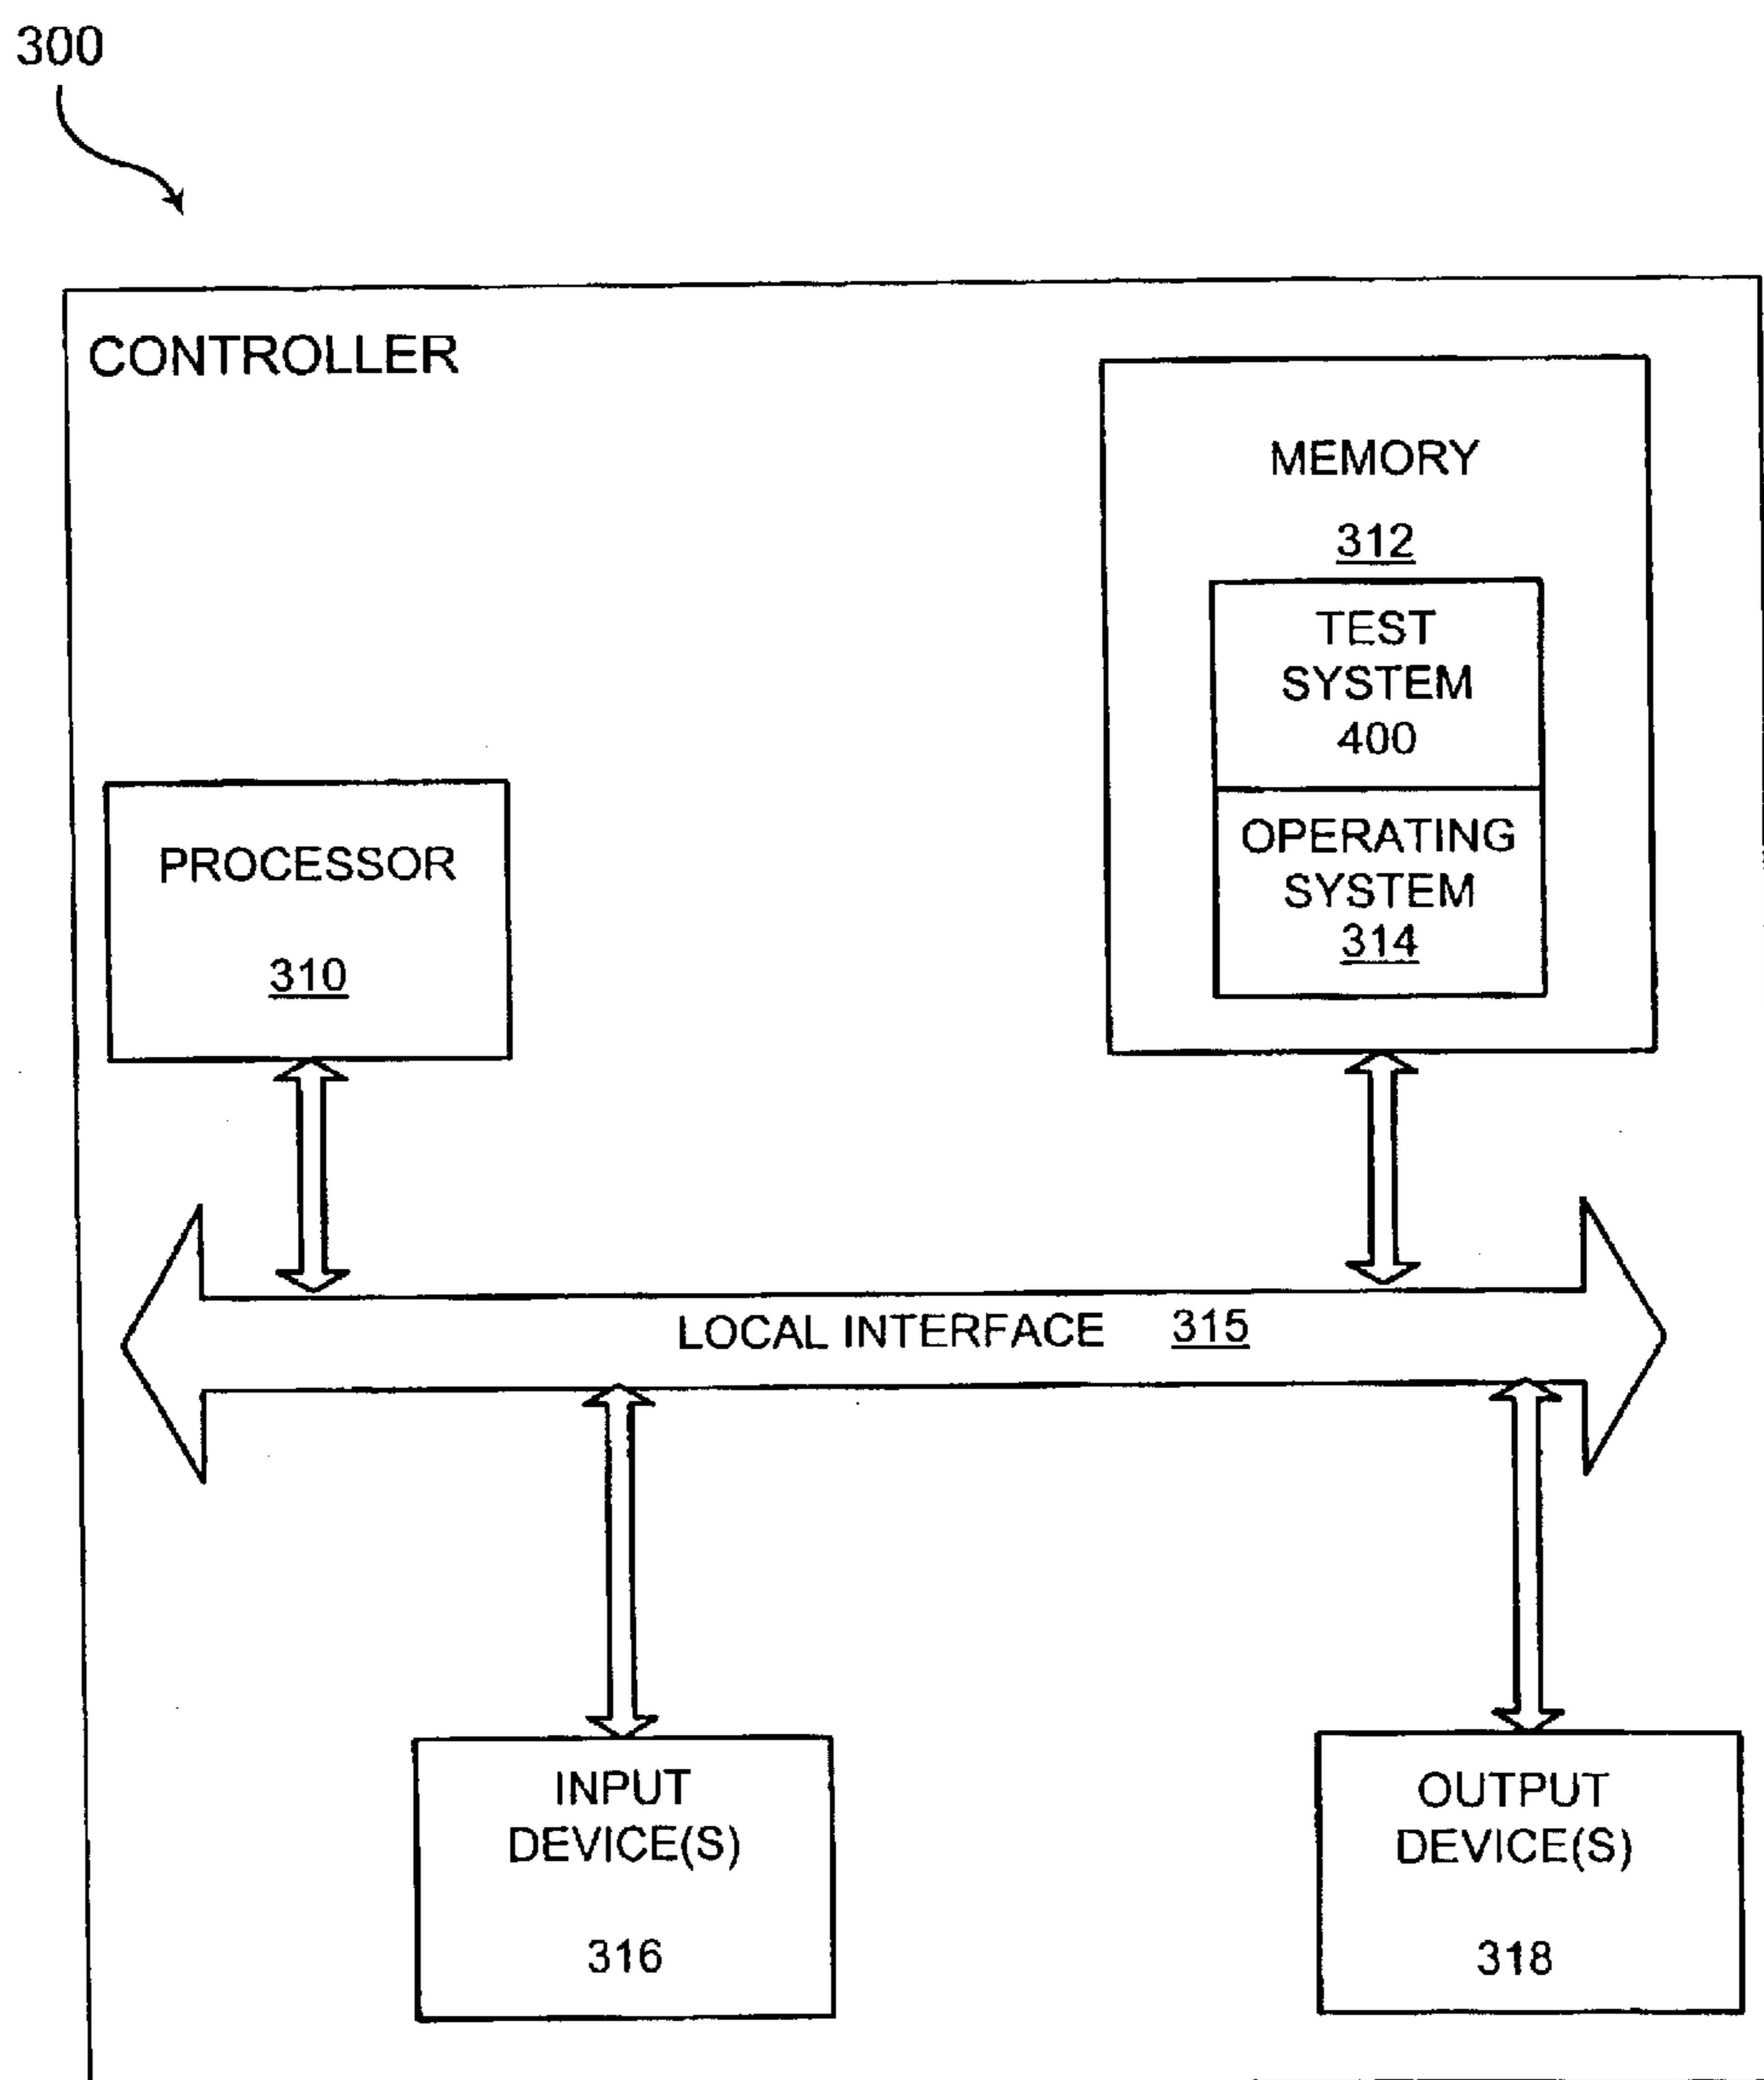 300
CONTROLLER
MEMORY
312
TEST
SYSTEM
400
OPERATING
SYSTEM
314
PROCESSOR
310
LOCAL INTERFACE 315
INPUT
DEVICE(S)
316
OUTPUT
DEVICE(S)
318